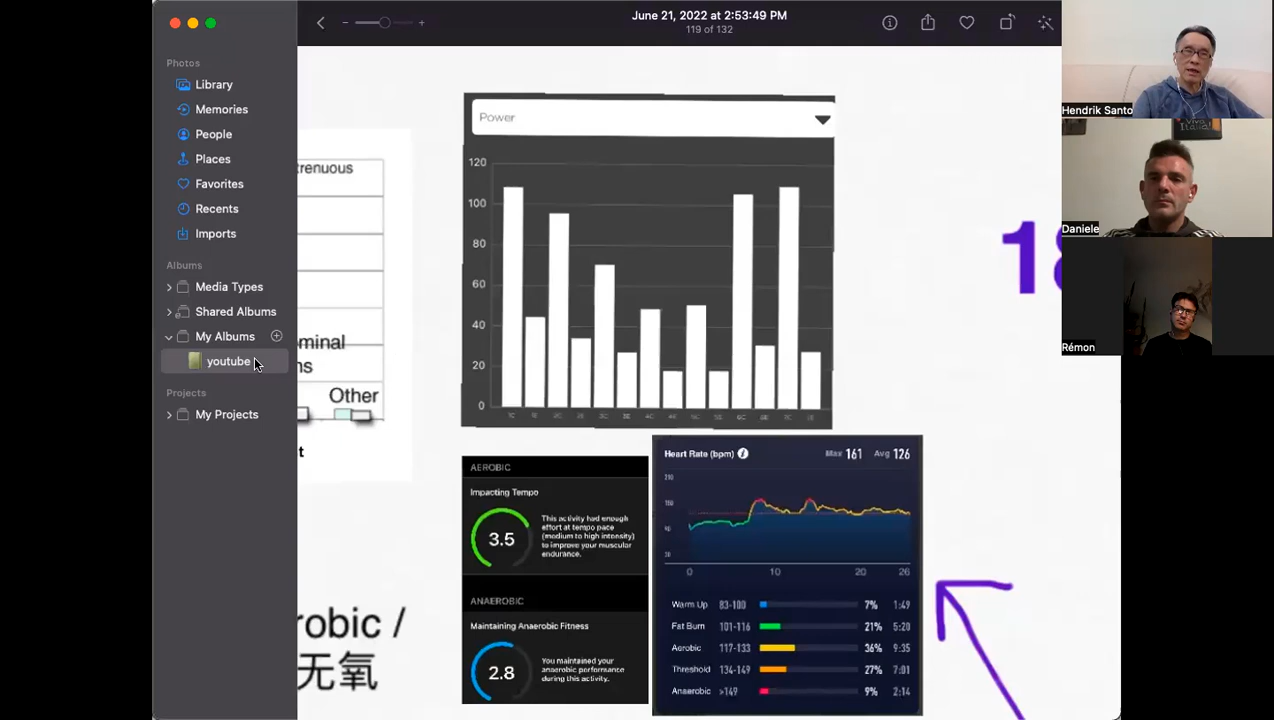 June 21, 2022 at 2:53:49 PM
119 of 132
Photos
Library
Memories
People
Places
Favorites
Recents
Imports
Albums
Media Types
Shared Albums
My Albums
youtube
Projects
My Projects
trenuous
minal
ns
Other
t
robic /
无氧
Power
120
100
80
60
40
20
0
AEROBIC
Impacting Tempo
3.5
This activity had enough
effort at tempo pace
(medium to high intensity)
to improve your muscular
endurance.
ANAEROBIC
Maintaining Anaerobic Fitness
2.8
You maintained your
anaerobic performance
during this activity.
Heart Rate (bpm)
Max 161 Avg 126
0 10 20 26
Warm Up 83-100 7% 1:49
Fat Burn 101-116 21% 5:20
Aerobic 117-133 36% 9:35
Threshold 134-149 27% 7:01
Anaerobic >149 9% 2:14
Hendrik Santo
Daniele
Rémon